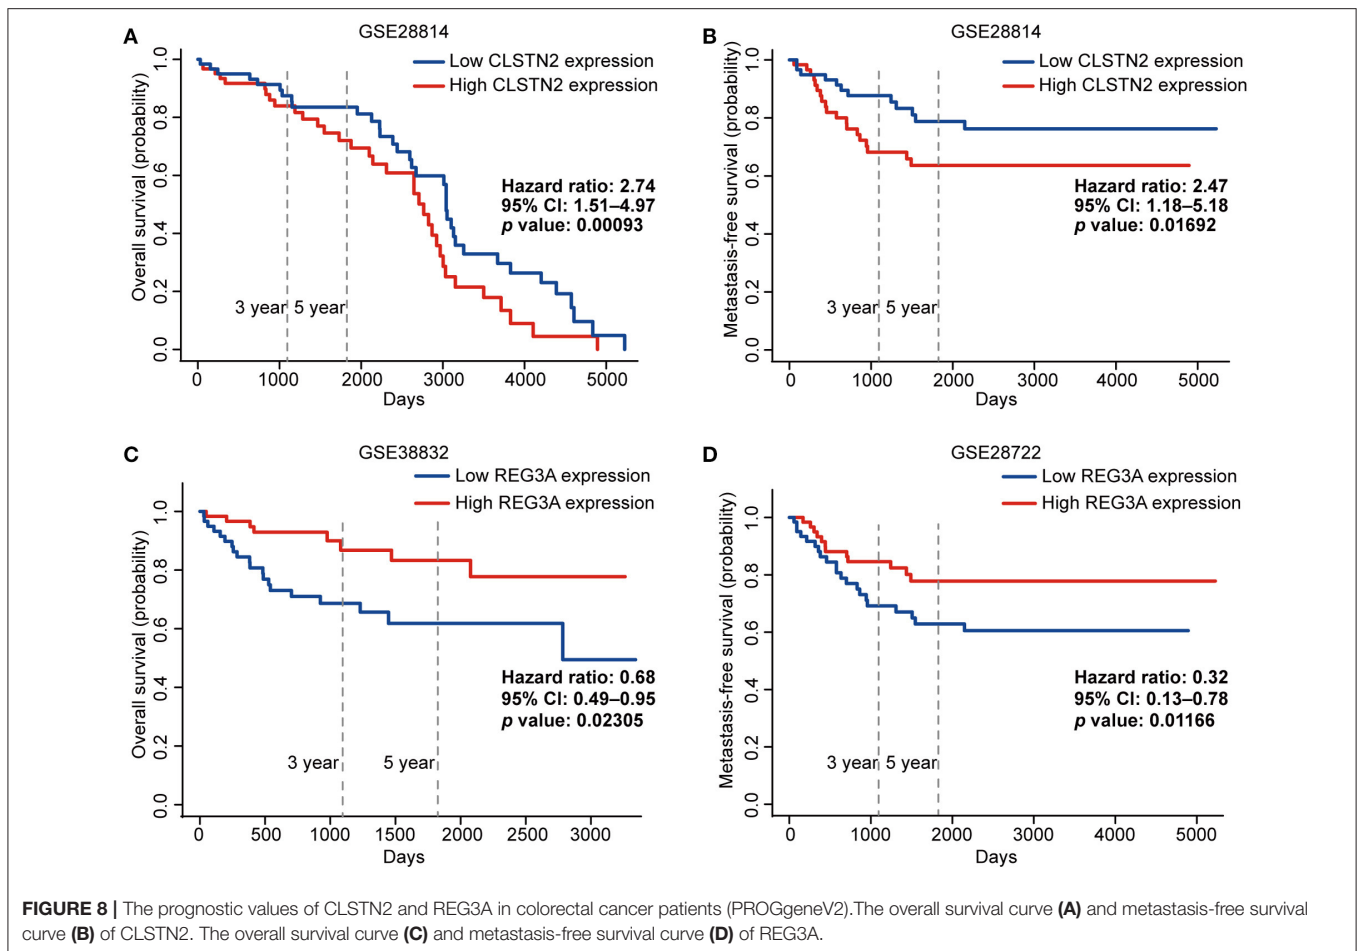 A
GSE28814
Low CLSTN2 expression
High CLSTN2 expression
Overall survival (probability)
1.0
0.8
0.6
0.4
0.2
0.0
Hazard ratio: 2.74
95% CI: 1.51–4.97
p value: 0.00093
3 year
5 year
0 1000 2000 3000 4000 5000
Days
B
GSE28814
Low CLSTN2 expression
High CLSTN2 expression
Metastasis-free survival (probability)
1.0
0.8
0.6
0.4
0.2
0.0
Hazard ratio: 2.47
95% CI: 1.18–5.18
p value: 0.01692
3 year
5 year
0 1000 2000 3000 4000 5000
Days
C
GSE38832
Low REG3A expression
High REG3A expression
Overall survival (probability)
1.0
0.8
0.6
0.4
0.2
0.0
Hazard ratio: 0.68
95% CI: 0.49–0.95
p value: 0.02305
3 year
5 year
0 500 1000 1500 2000 2500 3000
Days
D
GSE28722
Low REG3A expression
High REG3A expression
Metastasis-free survival (probability)
1.0
0.8
0.6
0.4
0.2
0.0
Hazard ratio: 0.32
95% CI: 0.13–0.78
p value: 0.01166
3 year
5 year
0 1000 2000 3000 4000 5000
Days
FIGURE 8 | The prognostic values of CLSTN2 and REG3A in colorectal cancer patients (PROGgeneV2).The overall survival curve (A) and metastasis-free survival
curve (B) of CLSTN2. The overall survival curve (C) and metastasis-free survival curve (D) of REG3A.